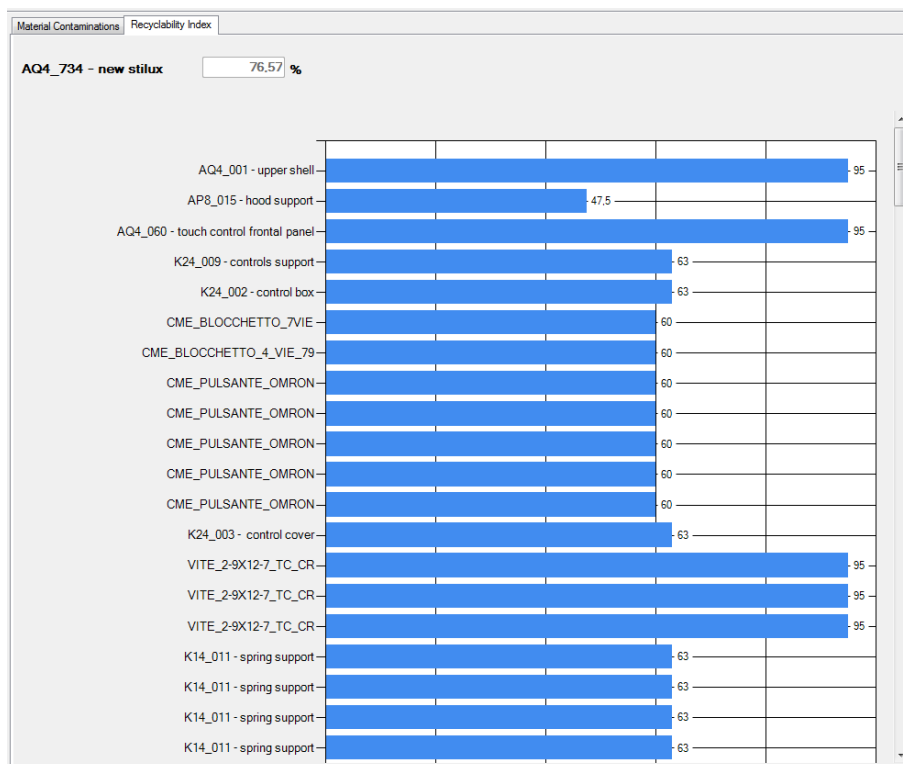 Material Contaminations Recyclability Index
AQ4_734 - new stilux 76,57 %
AQ4_001 - upper shell 95
AP8_015 - hood support 47,5
AQ4_060 - touch control frontal panel 95
K24_009 - controls support 63
K24_002 - control box 63
CME_BLOCCHETTO_7VIE 60
CME_BLOCCHETTO_4_VIE_79 60
CME_PULSANTE_OMRON 60
CME_PULSANTE_OMRON 60
CME_PULSANTE_OMRON 60
CME_PULSANTE_OMRON 60
CME_PULSANTE_OMRON 60
K24_003 - control cover 63
VITE_2-9X12-7_TC_CR 95
VITE_2-9X12-7_TC_CR 95
VITE_2-9X12-7_TC_CR 95
K14_011 - spring support 63
K14_011 - spring support 63
K14_011 - spring support 63
K14_011 - spring support 63